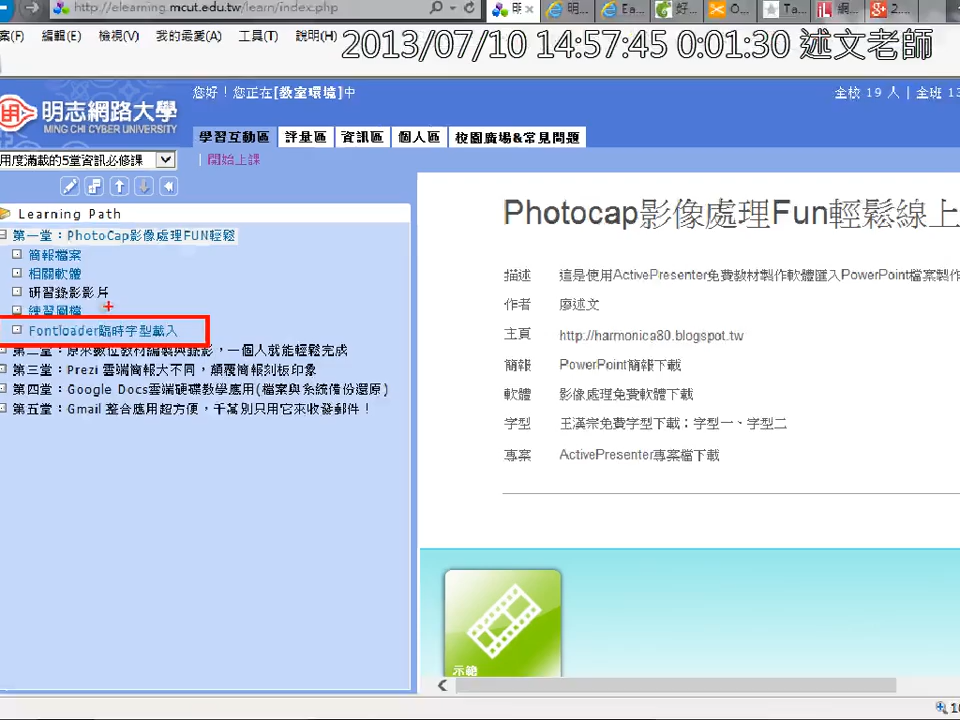 http://elearning.mcut.edu.tw/learn/index.php
案(F) 編輯(E) 檢視(V) 我的最愛(A) 工具(T) 說明(H)
2013/07/10 14:57:45 0:01:30 述文老師
明志網路大學
MING CHI CYBER UNIVERSITY
您好！您正在[教室環境]中
全校 19 人 | 全班 13
學習互動區 評量區 資訊區 個人區 校園廣場&常見問題
用度滿載的5堂資訊必修課
開始上課
Learning Path
第一堂：PhotoCap影像處理FUN輕鬆
簡報檔案
相關軟體
研習錄影影片
練習圖檔
Fontloader臨時字型載入
第二堂：原來數位教材編製與錄影，一個人就能輕鬆完成
第三堂：Prezi 雲端簡報大不同，顛覆簡報刻板印象
第四堂：Google Docs雲端硬碟教學應用(檔案與系統備份還原)
第五堂：Gmail 整合應用超方便，千萬別只用它來收發郵件！
Photocap影像處理Fun輕鬆線上
描述 這是使用ActivePresenter免費教材製作軟體匯入PowerPoint檔案製作
作者 廖述文
主頁 http://harmonica80.blogspot.tw
簡報 PowerPoint簡報下載
軟體 影像處理免費軟體下載
字型 王漢宗免費字型下載：字型一、字型二
專案 ActivePresenter專案檔下載
示範